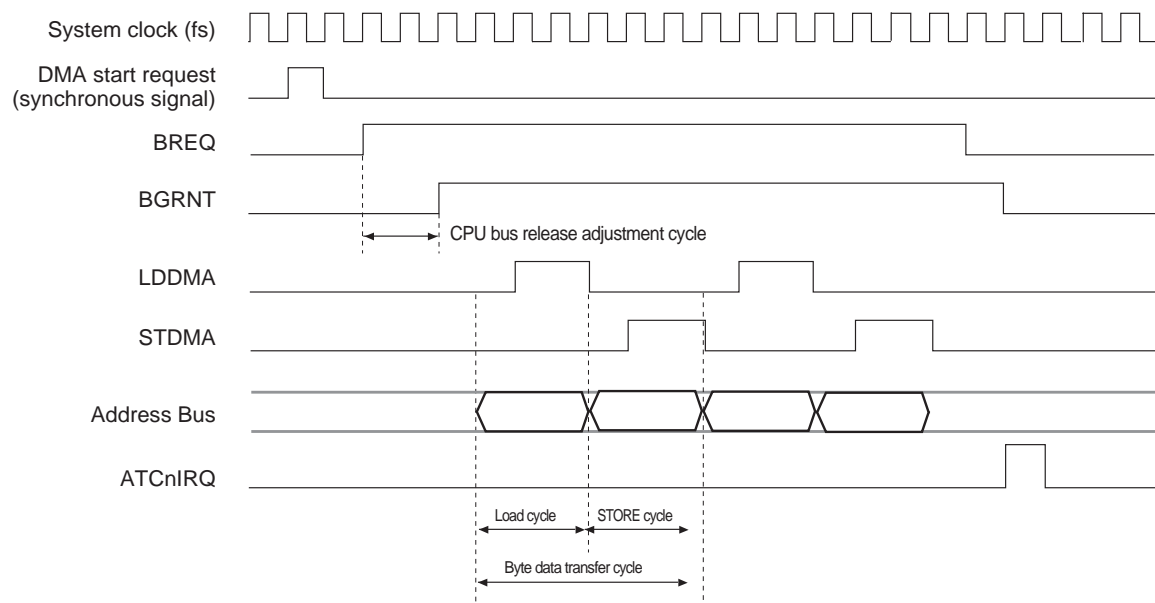 System clock (fs)
DMA start request
(synchronous signal)
BREQ
BGRNT
CPU bus release adjustment cycle
LDDMA
STDMA
Address Bus
ATCnIRQ
Load cycle
STORE cycle
Byte data transfer cycle